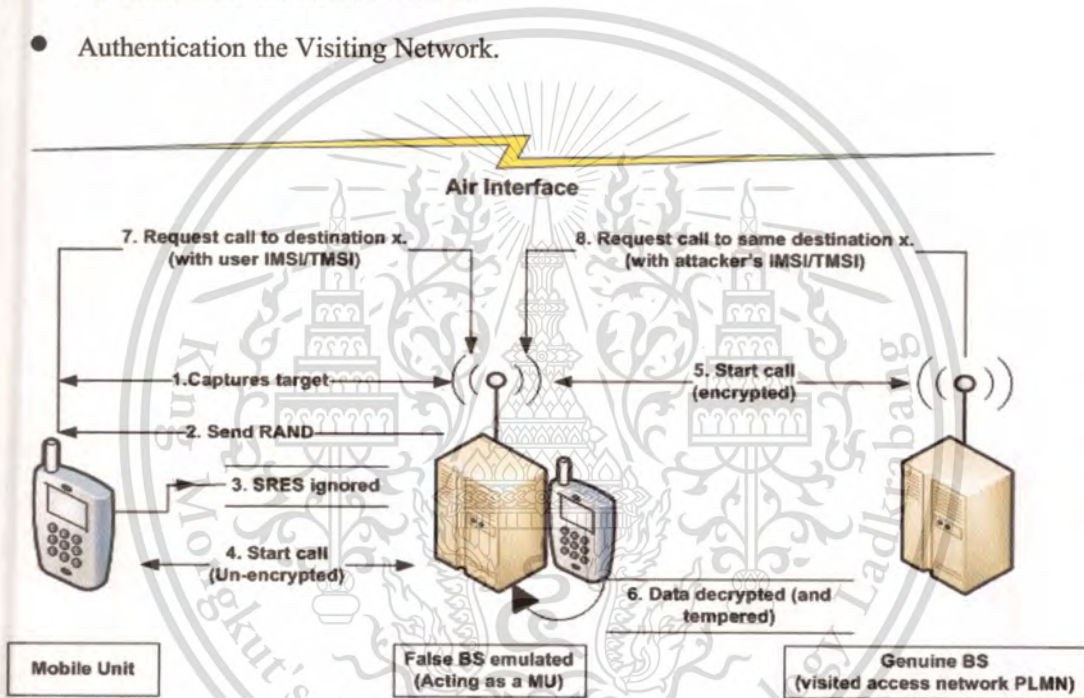 • Authentication the Visiting Network.
Air Interface
7. Request call to destination x.
(with user IMSI/TMSI)
8. Request call to same destination x.
(with attacker's IMSI/TMSI)
1.Captures target
5. Start call
(encrypted)
2. Send RAND
3. SRES ignored
4. Start call
(Un-encrypted)
6. Data decrypted (and
tempered)
Mobile Unit
False BS emulated
(Acting as a MU)
Genuine BS
(visited access network PLMN)
King Mongkut's
Ladkrabang